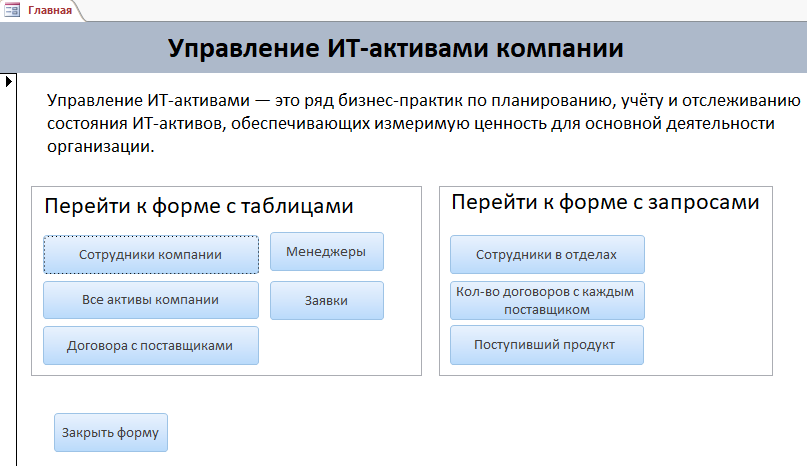 Главная
Управление ИТ-активами компании
Управление ИТ-активами — это ряд бизнес-практик по планированию, учёту и отслеживанию
состояния ИТ-активов, обеспечивающих измеримую ценность для основной деятельности
организации.
Перейти к форме с таблицами
Сотрудники компании
Менеджеры
Все активы компании
Заявки
Договора с поставщиками
Перейти к форме с запросами
Сотрудники в отделах
Кол-во договоров с каждым
поставщиком
Поступивший продукт
Закрыть форму